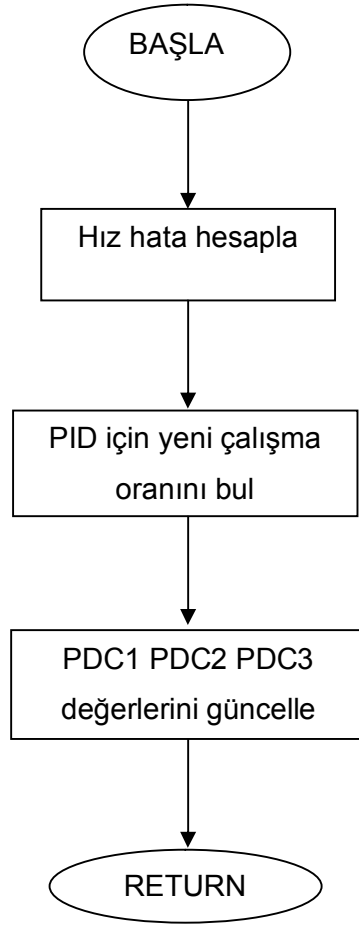 BAŞLA
Hız hata hesapla
PID için yeni çalışma
oranını bul
PDC1 PDC2 PDC3
değerlerini güncelle
RETURN